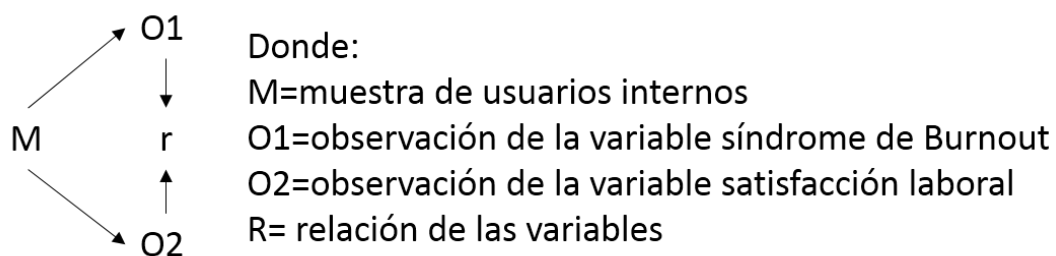 O1
M
r
O2
Donde:
M=muestra de usuarios internos
O1=observación de la variable síndrome de Burnout
O2=observación de la variable satisfacción laboral
R= relación de las variables